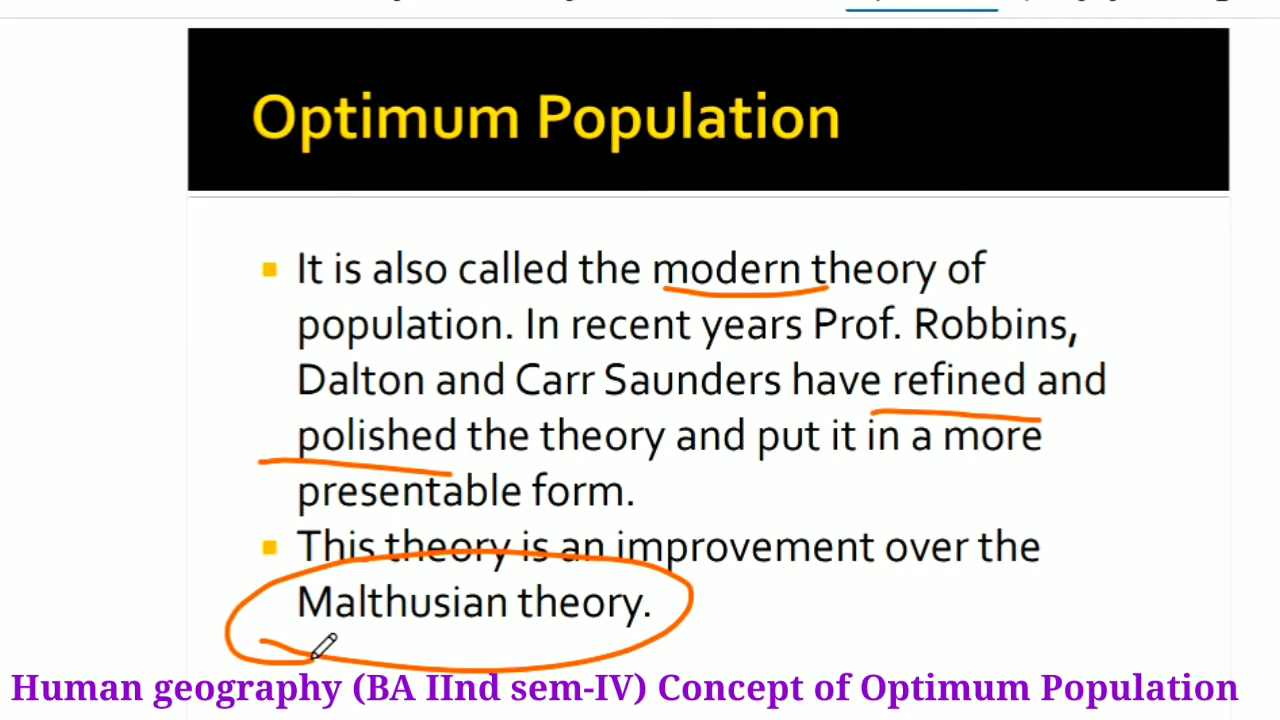 Optimum Population
It is also called the modern theory of
population. In recent years Prof. Robbins,
Dalton and Carr Saunders have refined and
polished the theory and put it in a more
presentable form.
This theory is an improvement over the
Malthusian theory.
Human geography (BA IInd sem-IV) Concept of Optimum Population